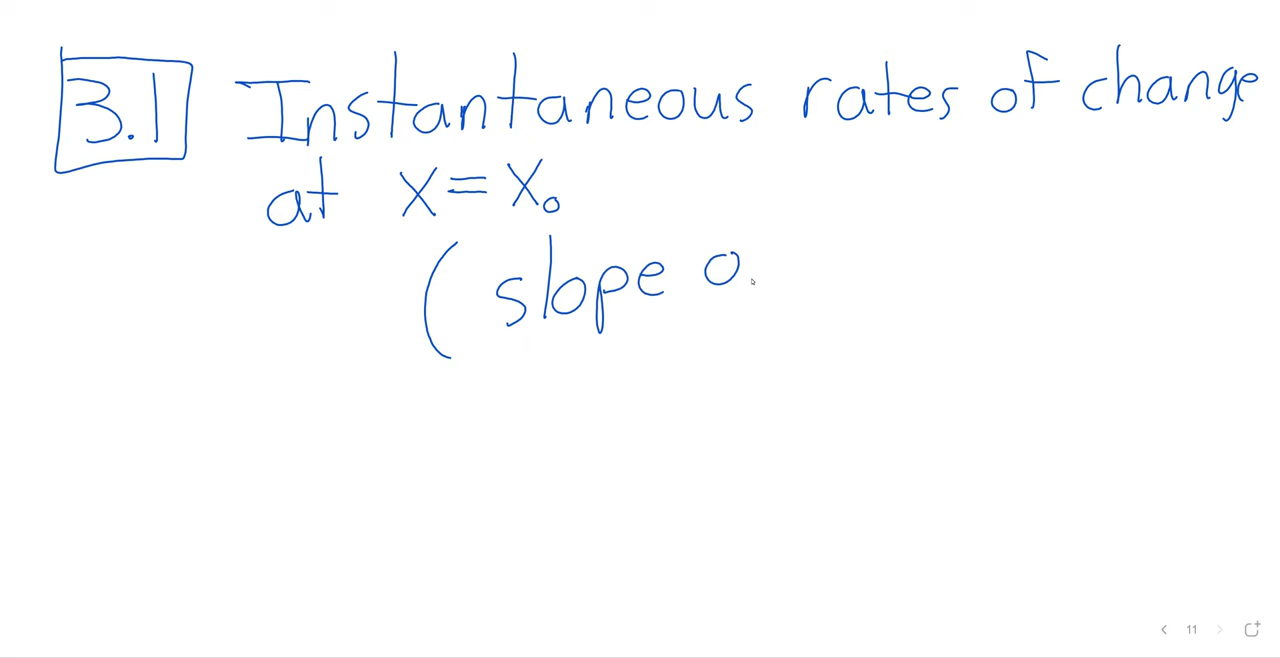 3.1 Instantaneous rates of change
at x = x₀
( slope o
11